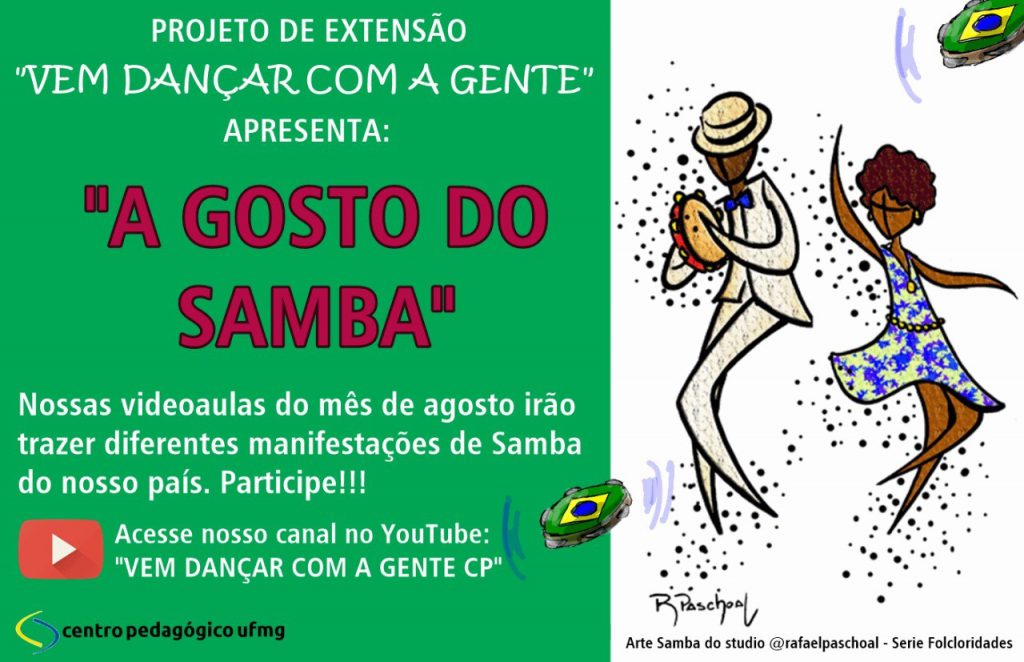 PROJETO DE EXTENSÃO
"VEM DANÇAR COM A GENTE"
APRESENTA:
"A GOSTO DO
SAMBA"
Nossas videoaulas do mês de agosto irão
trazer diferentes manifestações de Samba
do nosso país. Participe!!!
Acesse nosso canal no YouTube:
"VEM DANÇAR COM A GENTE CP"
centro pedagógico ufmg
R Paschoal
Arte Samba do studio @rafaelpaschoal - Serie Folcloridades